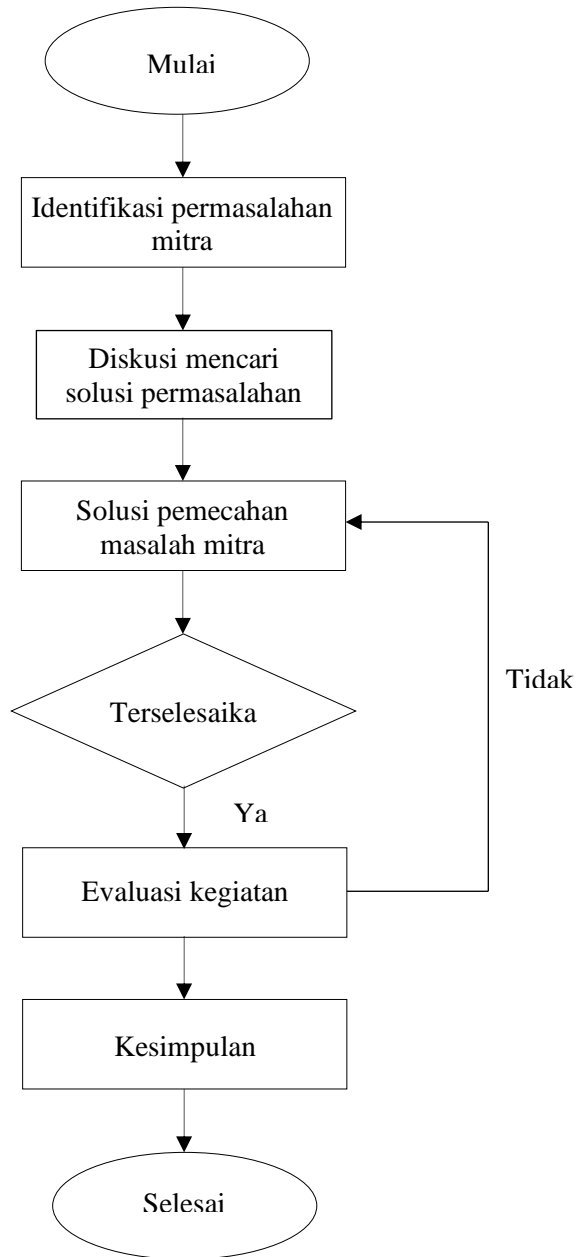 Mulai
Identifikasi permasalahan
mitra
Diskusi mencari
solusi permasalahan
Solusi pemecahan
masalah mitra
Terselesaika
Tidak
Ya
Evaluasi kegiatan
Kesimpulan
Selesai